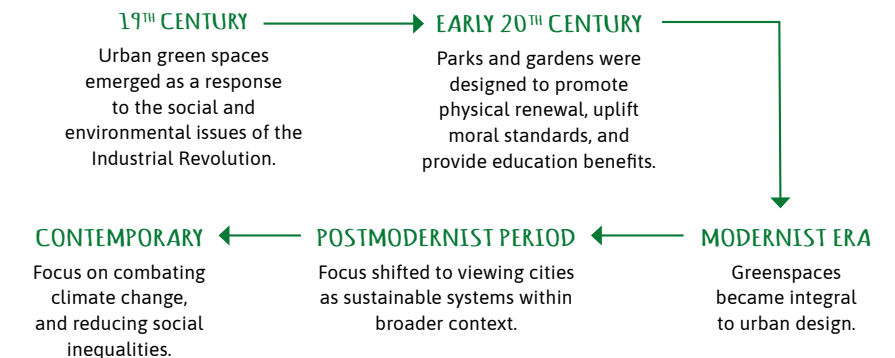 19TH CENTURY
Urban green spaces
emerged as a response
to the social and
environmental issues of the
Industrial Revolution.
EARLY 20TH CENTURY
Parks and gardens were
designed to promote
physical renewal, uplift
moral standards, and
provide education benefits.
MODERNIST ERA
Greenspaces
became integral
to urban design.
POSTMODERNIST PERIOD
Focus shifted to viewing cities
as sustainable systems within
broader context.
CONTEMPORARY
Focus on combating
climate change,
and reducing social
inequalities.